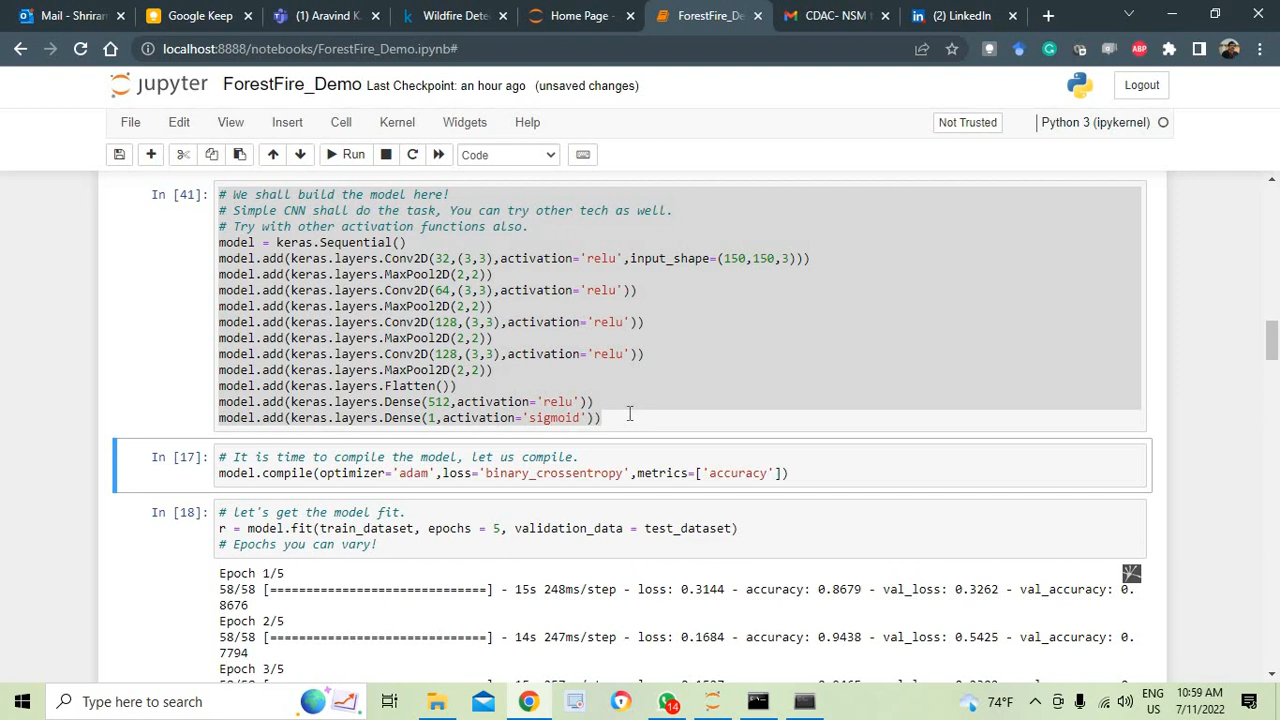 Mail - Shriram
Google Keep
Aravind K.
Wildfire Dete
Home Page -
ForestFire_De
CDAC- NSM t
(2) LinkedIn
localhost:8888/notebooks/ForestFire_Demo.ipynb#
ABP
jupyter ForestFire_Demo Last Checkpoint: an hour ago (unsaved changes)
Logout
File Edit View Insert Cell Kernel Widgets Help
Not Trusted
Python 3 (ipykernel)
Run
Code
In [41]:
# We shall build the model here!
# Simple CNN shall do the task, You can try other tech as well.
# Try with other activation functions also.
model = keras.Sequential()
model.add(keras.layers.Conv2D(32,(3,3),activation='relu',input_shape=(150,150,3)))
model.add(keras.layers.MaxPool2D(2,2))
model.add(keras.layers.Conv2D(64,(3,3),activation='relu'))
model.add(keras.layers.MaxPool2D(2,2))
model.add(keras.layers.Conv2D(128,(3,3),activation='relu'))
model.add(keras.layers.MaxPool2D(2,2))
model.add(keras.layers.Conv2D(128,(3,3),activation='relu'))
model.add(keras.layers.MaxPool2D(2,2))
model.add(keras.layers.Flatten())
model.add(keras.layers.Dense(512,activation='relu'))
model.add(keras.layers.Dense(1,activation='sigmoid'))
In [17]:
# It is time to compile the model, let us compile.
model.compile(optimizer='adam',loss='binary_crossentropy',metrics=['accuracy'])
In [18]:
# let's get the model fit.
r = model.fit(train_dataset, epochs = 5, validation_data = test_dataset)
# Epochs you can vary!
Epoch 1/5
58/58 [==============================] - 15s 248ms/step - loss: 0.3144 - accuracy: 0.8679 - val_loss: 0.3262 - val_accuracy: 0.
8676
Epoch 2/5
58/58 [==============================] - 14s 247ms/step - loss: 0.1684 - accuracy: 0.9438 - val_loss: 0.5425 - val_accuracy: 0.
7794
Epoch 3/5
Type here to search
14
74°F
ENG
US
10:59 AM
7/11/2022